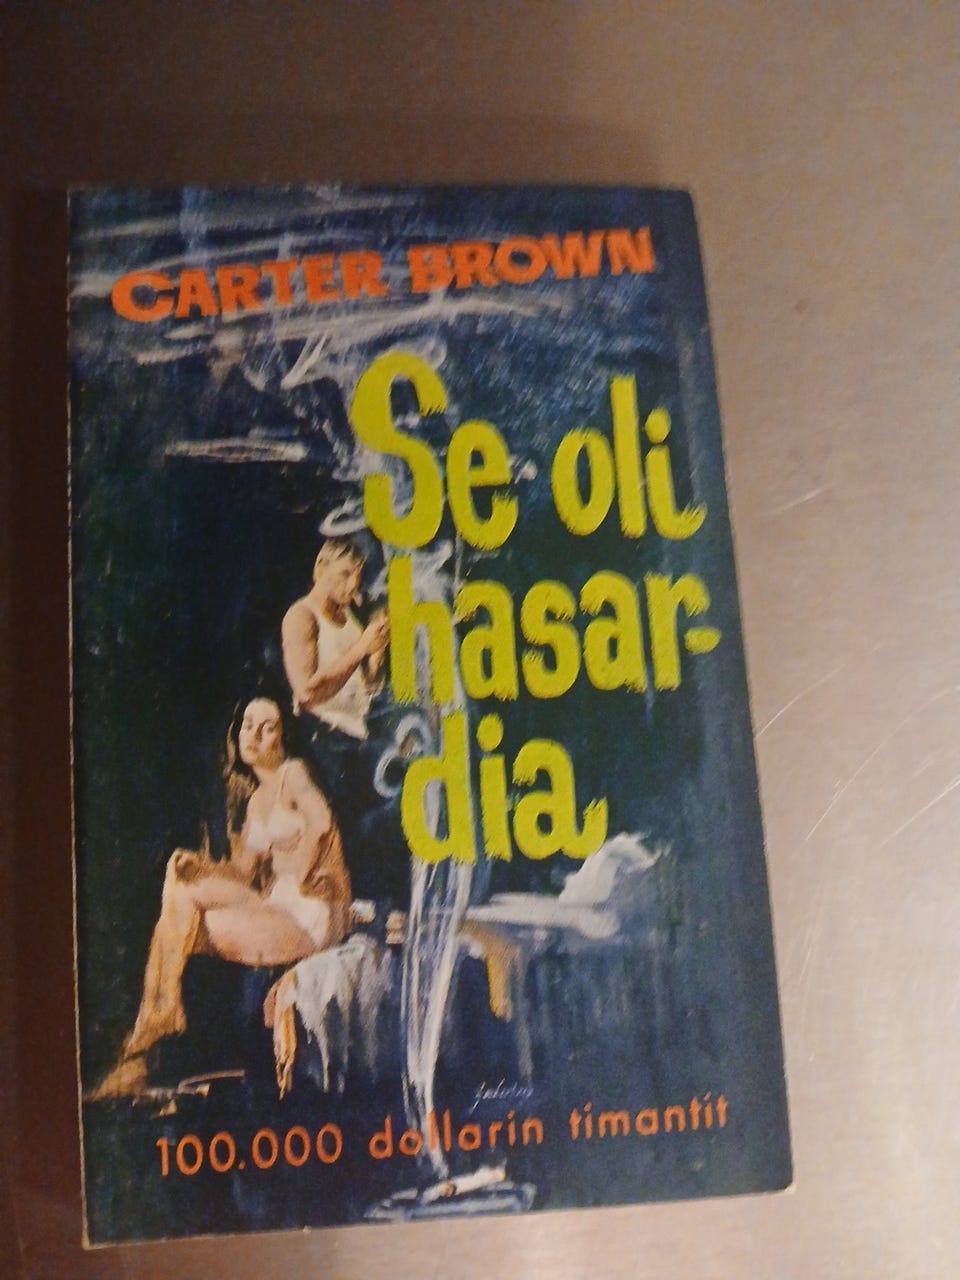 CARTER BROWN
Se oli
hasar-
dia
100.000 dollarin timantit